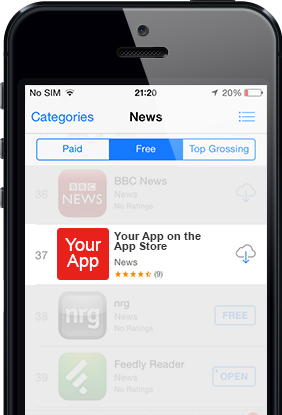 No SIM 21:20 20%
Categories News
Paid Free Top Grossing
36 BBC NEWS BBC News
News
No Ratings
37 Your App Your App on the
App Store
News
(9)
38 nrg nrg FREE
News
No Ratings
39 Feedly Reader OPEN
News
No Ratings